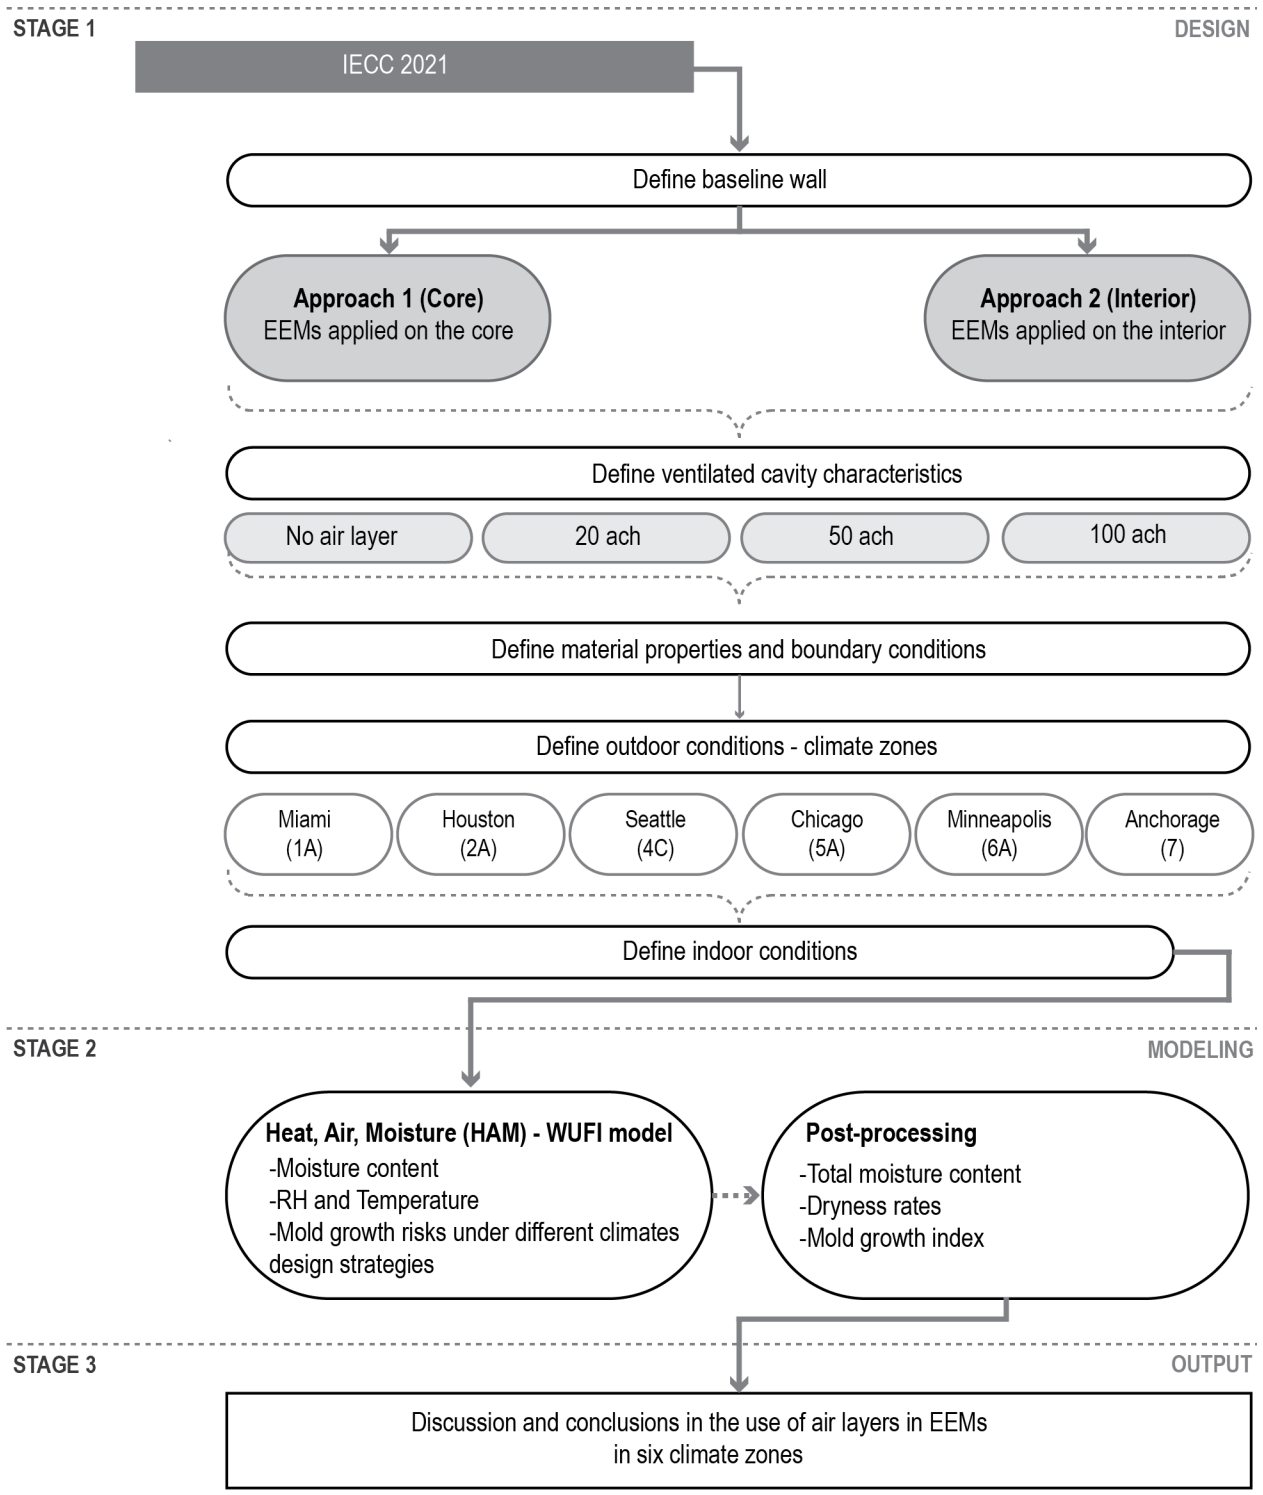 STAGE 1
DESIGN
IECC 2021
Define baseline wall
Approach 1 (Core)
EEMs applied on the core
Approach 2 (Interior)
EEMs applied on the interior
Define ventilated cavity characteristics
No air layer
20 ach
50 ach
100 ach
Define material properties and boundary conditions
Define outdoor conditions - climate zones
Miami
(1A)
Houston
(2A)
Seattle
(4C)
Chicago
(5A)
Minneapolis
(6A)
Anchorage
(7)
Define indoor conditions
STAGE 2
MODELING
Heat, Air, Moisture (HAM) - WUFI model
-Moisture content
-RH and Temperature
-Mold growth risks under different climates
design strategies
Post-processing
-Total moisture content
-Dryness rates
-Mold growth index
STAGE 3
OUTPUT
Discussion and conclusions in the use of air layers in EEMs
in six climate zones